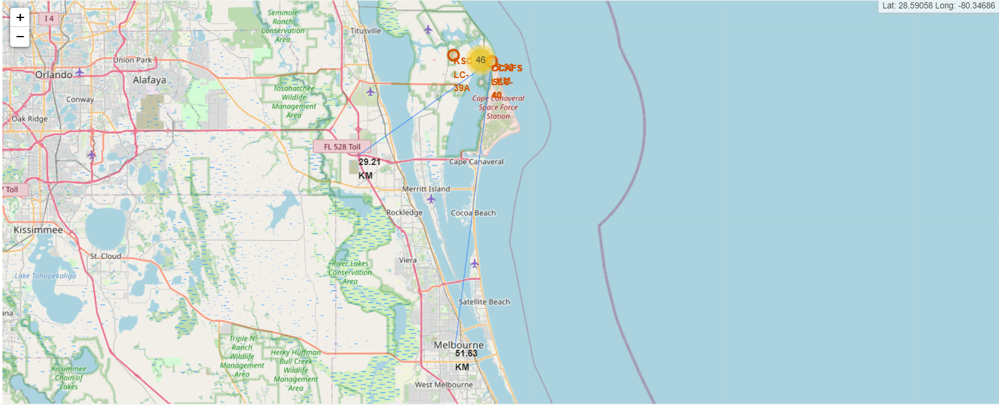 Lat: 28.59058 Long: -80.34686
+
−
I 4
Seminole
Ranch
Conservation
Area
Titusville
Union Park
Orlando
Alafaya
46
KSC
LC-
39A
CCAFS
KM
40
Tosohatchee
Wildlife
Management
Area
Conway
Oak Ridge
Cape Canaveral
Space Force
Station
FL 528 Toll
29.21
KM
Cape Canaveral
7 Toll
Merritt Island
Rockledge
Cocoa Beach
Kissimmee
St. Cloud
Viera
River Lakes
Conservation
Area
Lake Tohopekaliga
Satellite Beach
ana
Triple N
Ranch
Wildlife
Management
Area
Herky Huffman
Bull Creek
Wildlife
Management
Area
Melbourne
51.63
KM
Kissimmee
Chain of
Lakes
West Melbourne